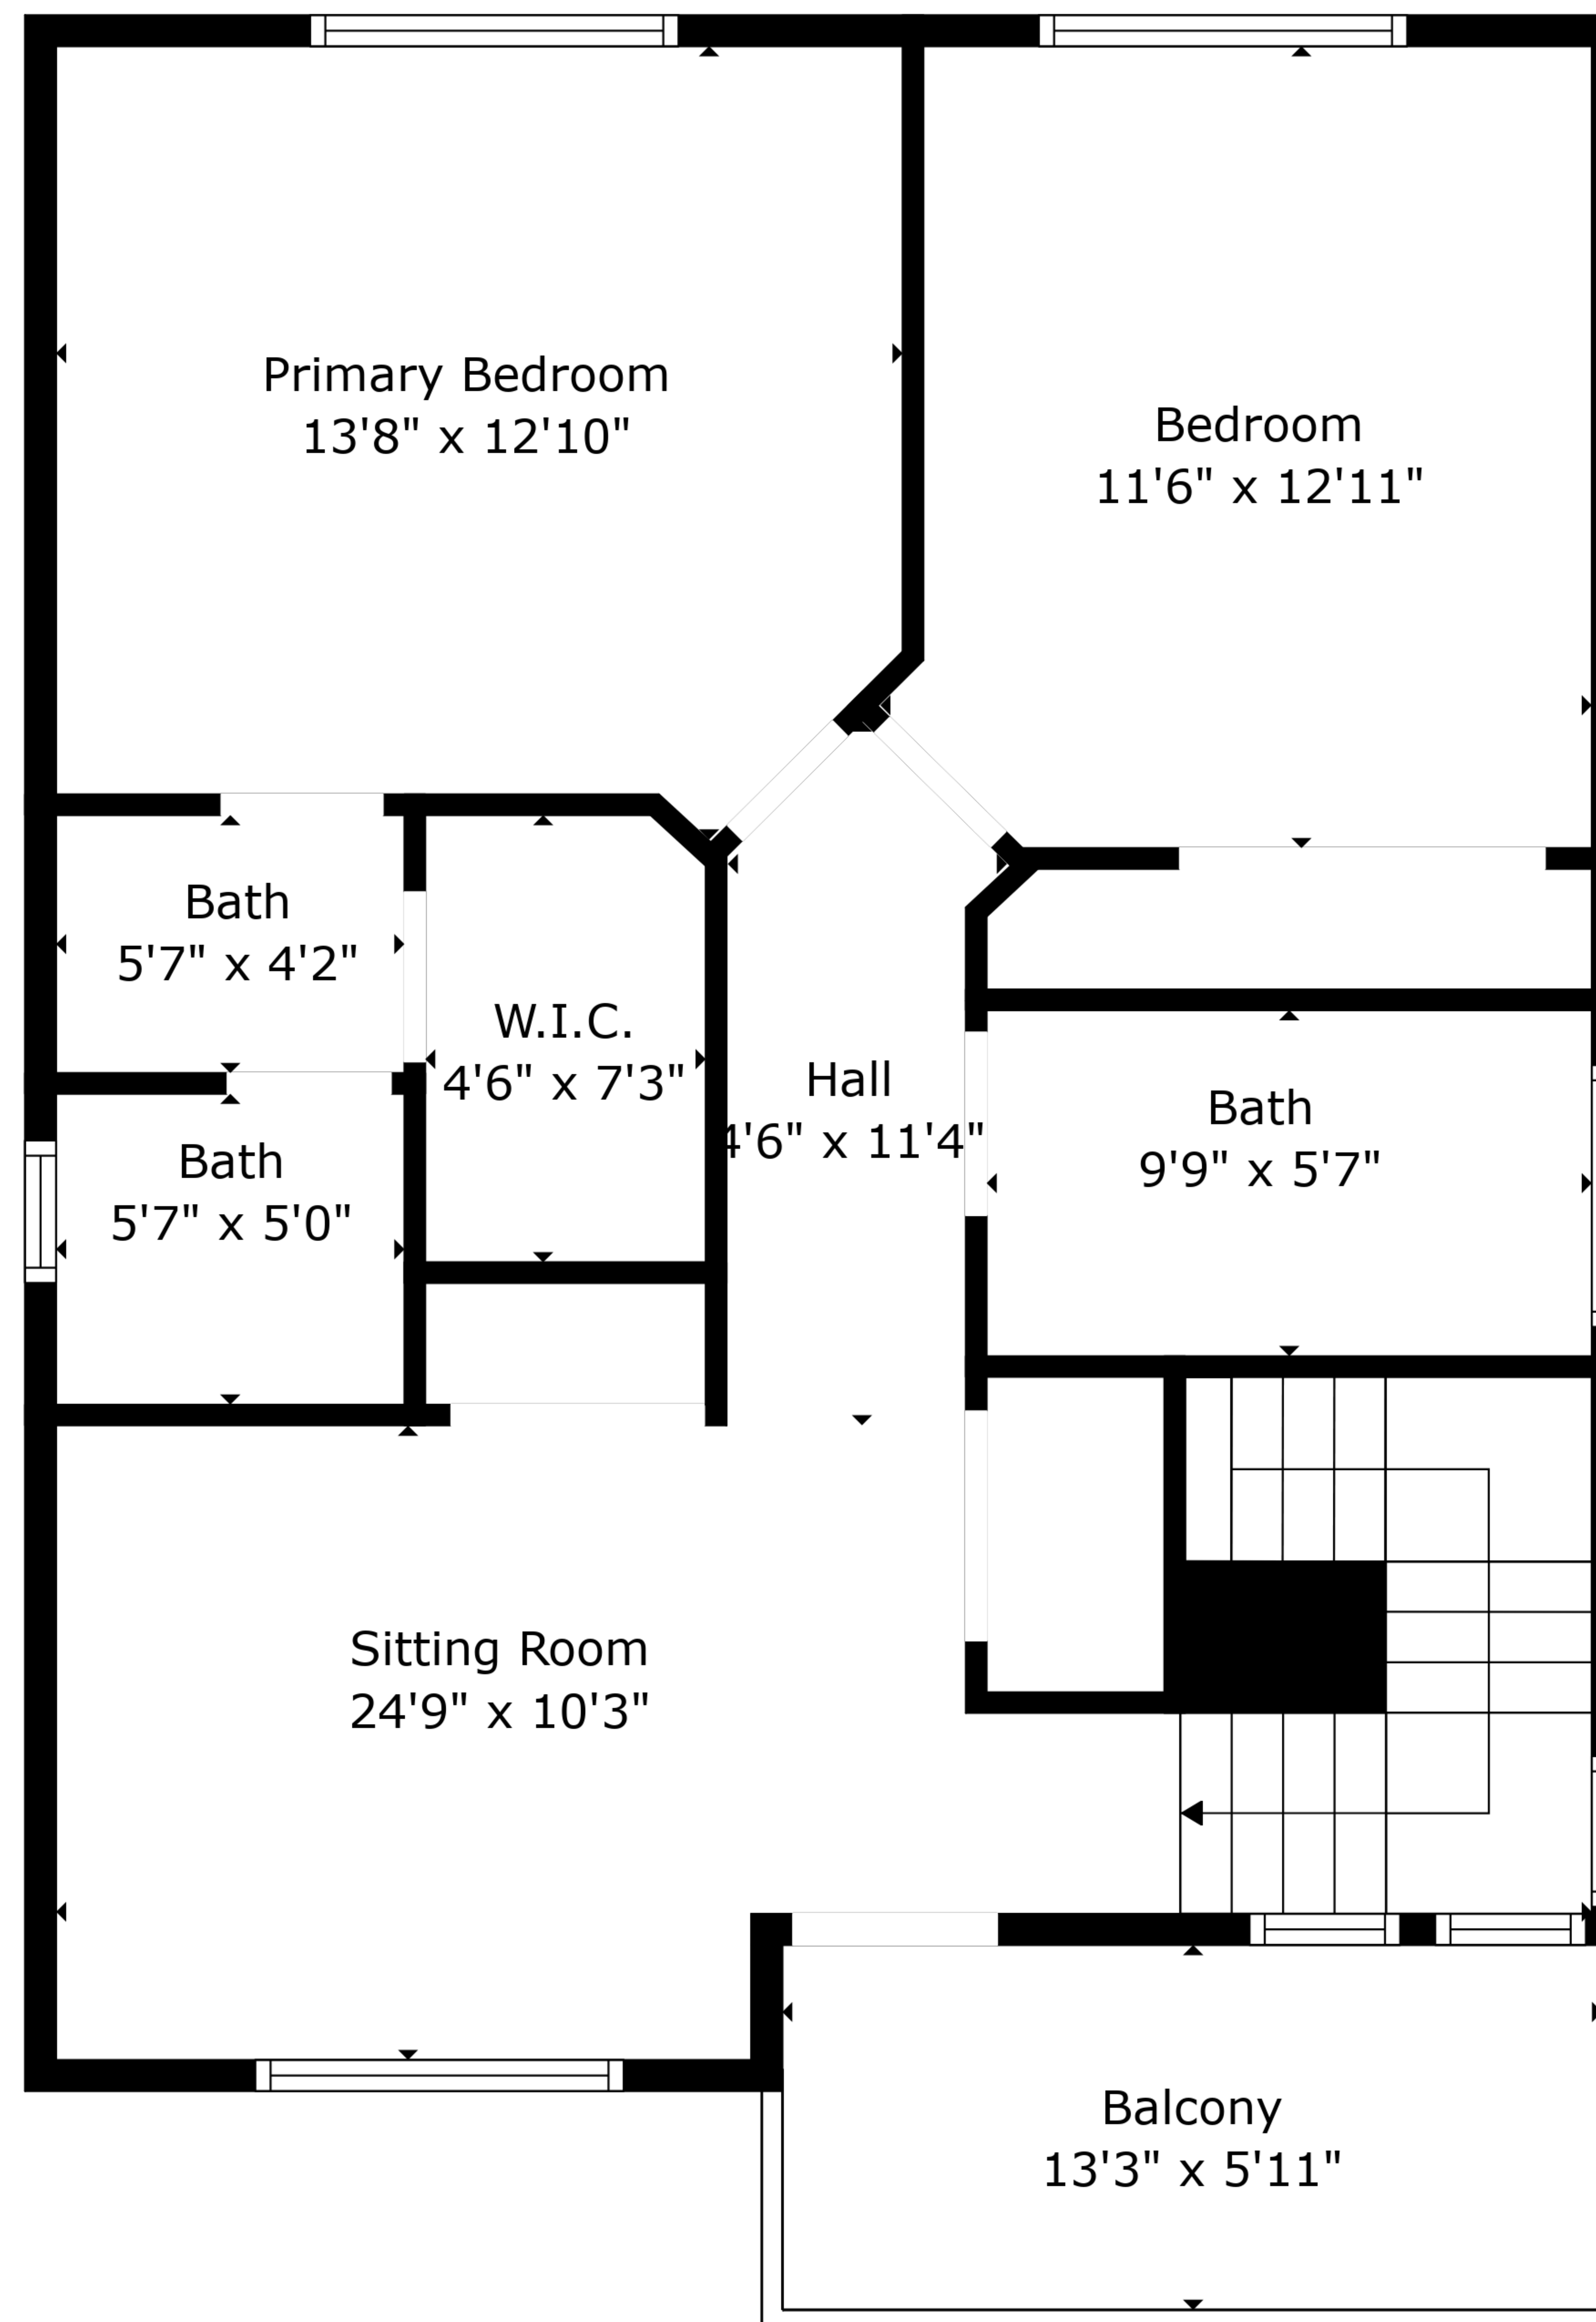 Primary Bedroom
13'8" x 12'10"
Bedroom
11'6" x 12'11"
Bath
5'7" x 4'2"
W.I.C.
4'6" x 7'3"
Hall
4'6" x 11'4"
Bath
9'9" x 5'7"
Bath
5'7" x 5'0"
Sitting Room
24'9" x 10'3"
Balcony
13'3" x 5'11"